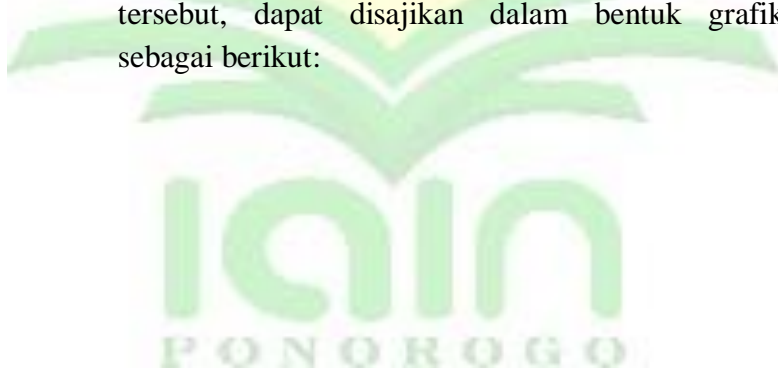 tersebut, dapat disajikan dalam bentuk grafik
sebagai berikut:
iain
PONOROGO